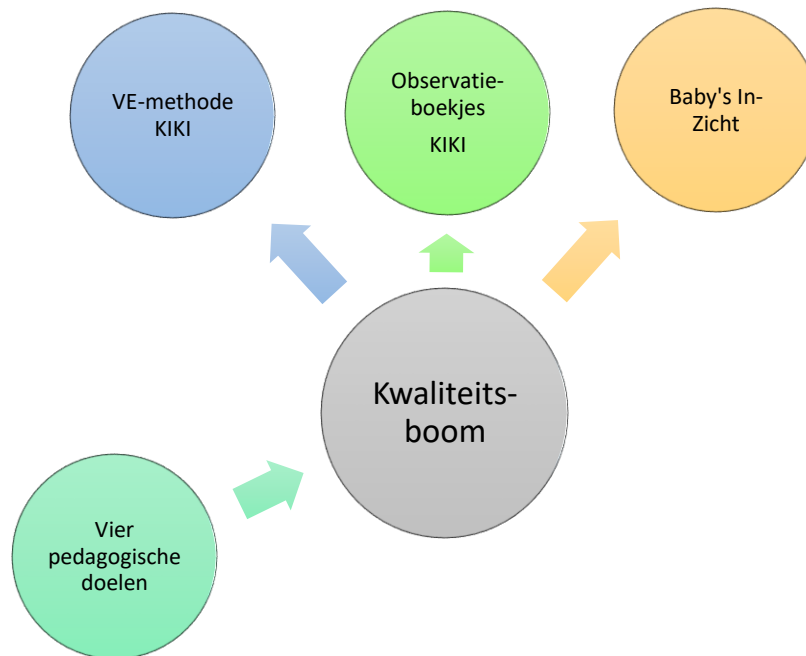 VE-methode
KIKI
Observatie-
boekjes
KIKI
Baby's In-
Zicht
Kwaliteits-
boom
Vier
pedagogische
doelen